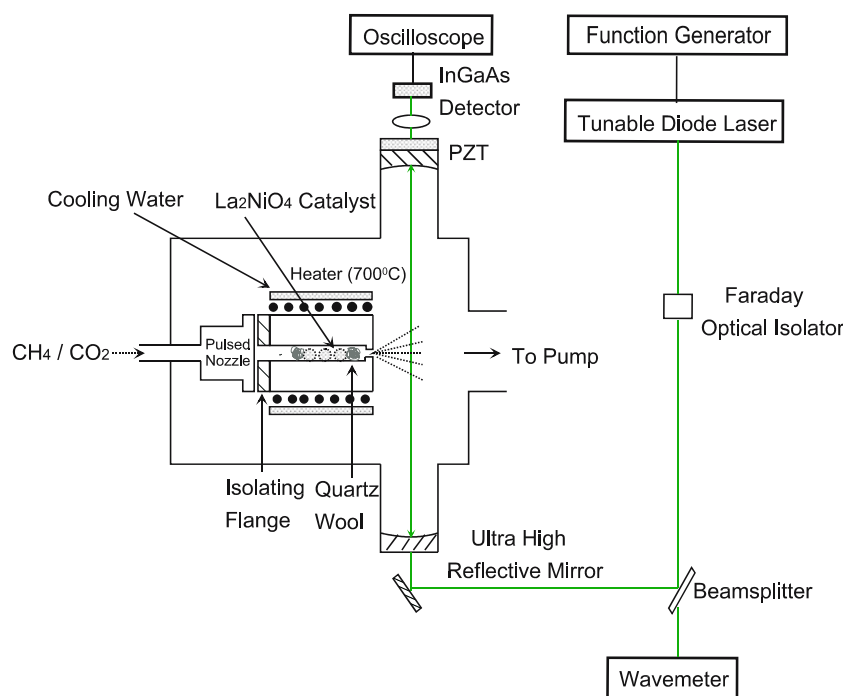 Oscilloscope
Function Generator
InGaAs
Detector
Tunable Diode Laser
PZT
Cooling Water
La₂NiO₄ Catalyst
Heater (700⁰C)
Faraday
Optical Isolator
CH₄ / CO₂
Pulsed
Nozzle
To Pump
Isolating
Flange
Quartz
Wool
Ultra High
Reflective Mirror
Beamsplitter
Wavemeter